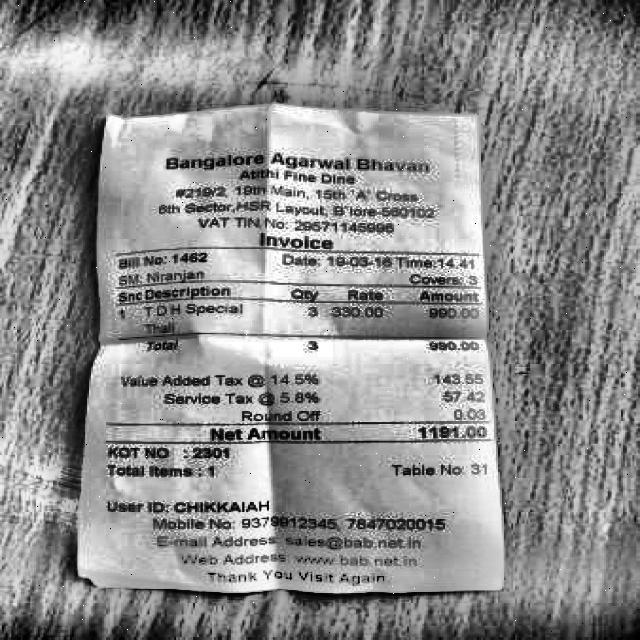 Bangalore Agarwal Bhavan
Atithi Fine Dine
#319/2, 19th Main, 15th 'A' Cross
6th Sector,HSR Layout, B'lore-560102
VAT TIN No: 29571145996
Invoice
Bill No: 1462 Date: 19-03-16 Time:14.41
SM. Niranjan Covers: 3
Sno Description Qty Rate Amount
1 T D H Special 3 330.00 990.00
Thali
Total 3 990.00
Value Added Tax @ 14.5% 143.55
Service Tax @ 5.8% 57.42
Round Off 0.03
Net Amount 1191.00
KOT NO : 2301
Total Items : 1 Table No: 31
User ID: CHIKKAIAH
Mobile No: 9379912345, 7847020015
E-mail Address: sales@bab.net.in
Web Address: www.bab.net.in
Thank You Visit Again